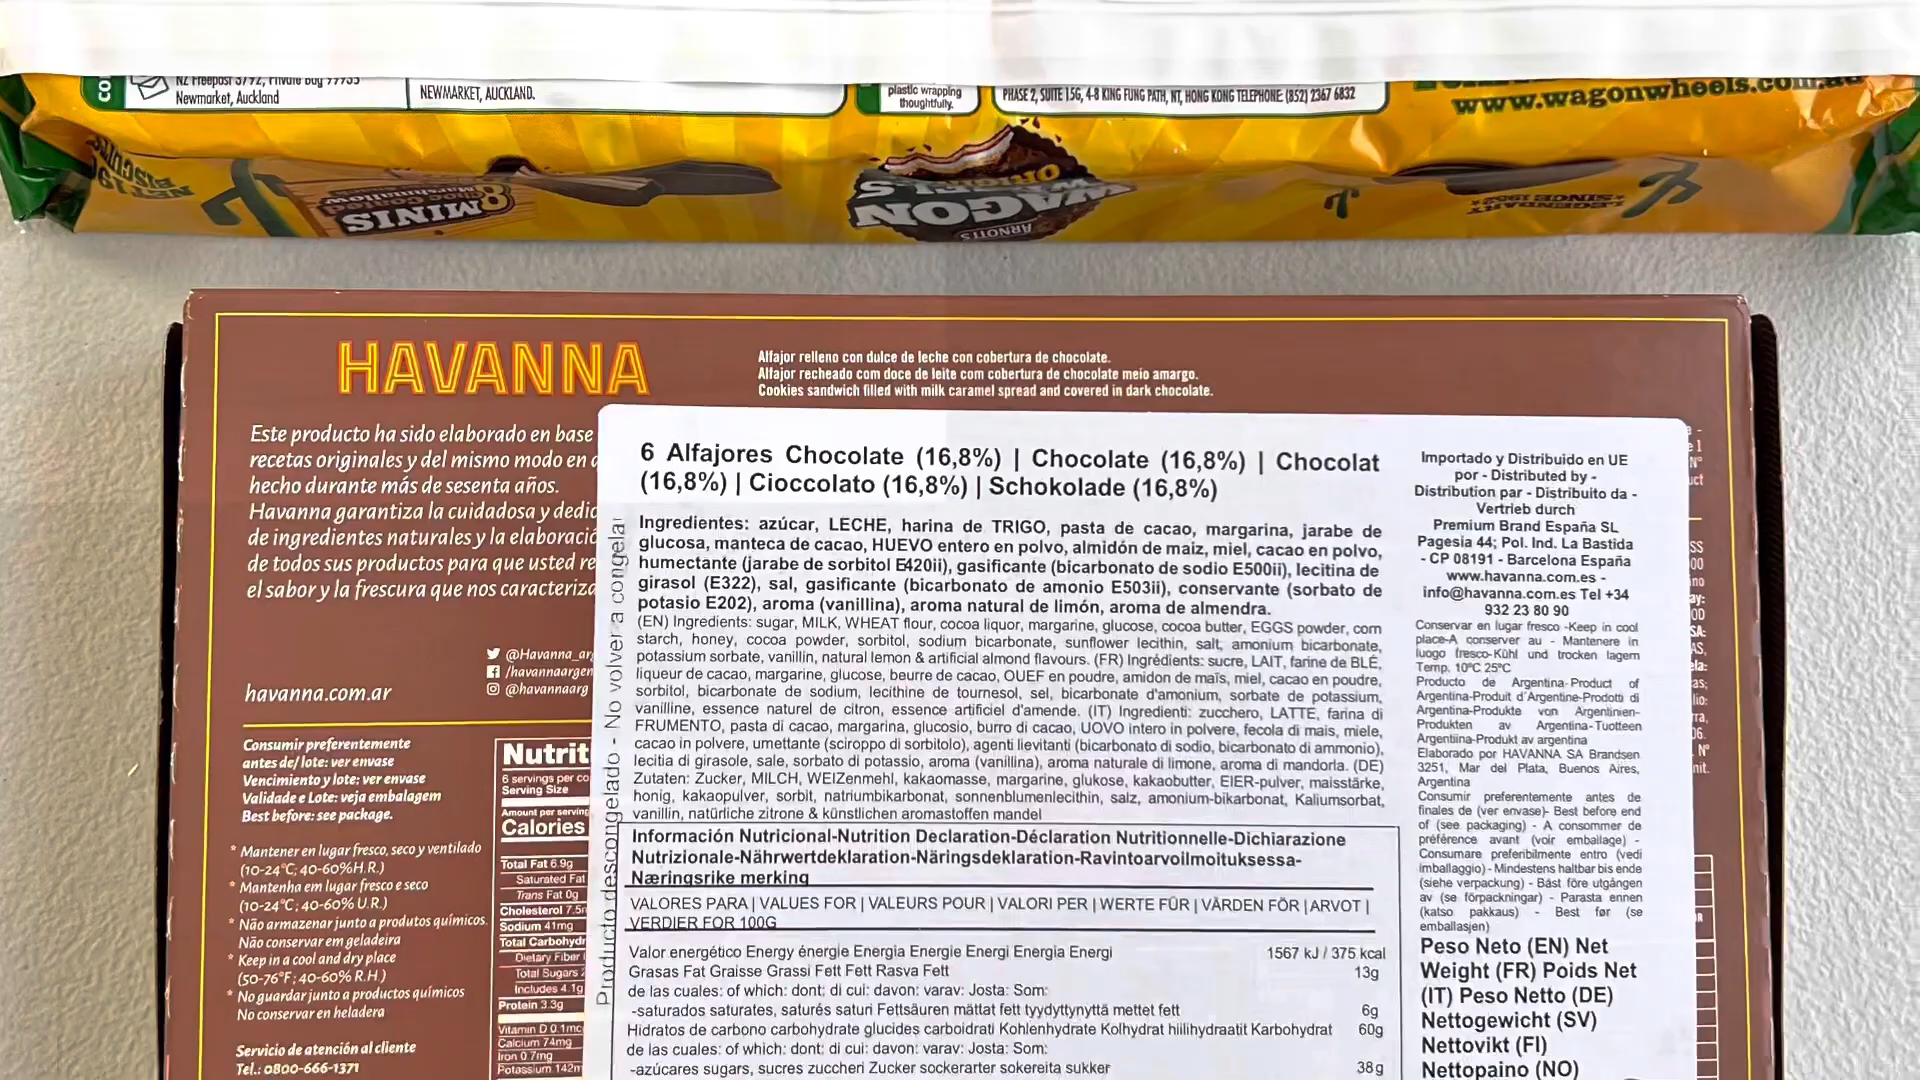 CO
NZ Freepost 3792, Private Bag 99935
Newmarket, Auckland
NEWMARKET, AUCKLAND.
plastic wrapping
thoughtfully.
PHASE 2, SUITE 15G, 4-8 KING FUNG PATH, NT, HONG KONG TELEPHONE (852) 2367 6832
www.wagonwheels.com.au
NET 19
BISCUITS
8 MINIS
Choc Coated
Marshmallow
ARNOTT'S
WAGON
WHEELS
ORIGINAL
LEGENDARY
SINCE 1952*
HAVANNA
Alfajor relleno con dulce de leche con cobertura de chocolate.
Alfajor recheado com doce de leite com cobertura de chocolate meio amargo.
Cookies sandwich filled with milk caramel spread and covered in dark chocolate.
Este producto ha sido elaborado en base
recetas originales y del mismo modo en
hecho durante más de sesenta años.
Havanna garantiza la cuidadosa y dedic
de ingredientes naturales y la elaboració
de todos sus productos para que usted re
el sabor y la frescura que nos caracteriza
@Havanna_ar
/havannaargen
@havannaarg
havanna.com.ar
Consumir preferentemente
antes de/ lote: ver envase
Vencimiento y lote: ver envase
Validade e Lote: veja embalagem
Best before: see package.
* Mantener en lugar fresco, seco y ventilado
(10-24°C; 40-60%H.R.)
* Mantenha em lugar fresco e seco
(10-24°C; 40-60% U.R.)
* Não armazenar junto a produtos químicos.
Não conservar em geladeira
* Keep in a cool and dry place
(50-76°F; 40-60% R.H.)
* No guardar junto a productos químicos
No conservar en heladera
Servicio de atención al cliente
Tel.: 0800-666-1371
Nutrit
6 servings per co
Serving Size
Amount per serving
Calories
Total Fat 6.9g
Saturated Fat
Trans Fat 0g
Cholesterol 7.5m
Sodium 41mg
Total Carbohydr
Dietary Fiber
Total Sugars 2
Includes 4.1g
Protein 3.3g
Vitamin D 0.1mc
Calcium 74mg
Iron 0.7mg
Potassium 142m
Producto descongelado - No volver a congelar
6 Alfajores Chocolate (16,8%) | Chocolate (16,8%) | Chocolat
(16,8%) | Cioccolato (16,8%) | Schokolade (16,8%)
Ingredientes: azúcar, LECHE, harina de TRIGO, pasta de cacao, margarina, jarabe de
glucosa, manteca de cacao, HUEVO entero en polvo, almidón de maiz, miel, cacao en polvo,
humectante (jarabe de sorbitol E420ii), gasificante (bicarbonato de sodio E500ii), lecitina de
girasol (E322), sal, gasificante (bicarbonato de amonio E503ii), conservante (sorbato de
potasio E202), aroma (vanillina), aroma natural de limón, aroma de almendra.
(EN) Ingredients: sugar, MILK, WHEAT flour, cocoa liquor, margarine, glucose, cocoa butter, EGGS powder, corn
starch, honey, cocoa powder, sorbitol, sodium bicarbonate, sunflower lecithin, salt, amonium bicarbonate,
potassium sorbate, vanillin, natural lemon & artificial almond flavours. (FR) Ingrédients: sucre, LAIT, farine de BLÉ,
liqueur de cacao, margarine, glucose, beurre de cacao, OUEF en poudre, amidon de maïs, miel, cacao en poudre,
sorbitol, bicarbonate de sodium, lecithine de tournesol, sel, bicarbonate d'amonium, sorbate de potassium,
vanilline, essence naturel de citron, essence artificiel d'amende. (IT) Ingredienti: zucchero, LATTE, farina di
FRUMENTO, pasta di cacao, margarina, glucosio, burro di cacao, UOVO intero in polvere, fecola di mais, miele,
cacao in polvere, umettante (sciroppo di sorbitolo), agenti lievitanti (bicarbonato di sodio, bicarbonato di ammonio),
lecitia di girasole, sale, sorbato di potassio, aroma (vanillina), aroma naturale di limone, aroma di mandorla. (DE)
Zutaten: Zucker, MILCH, WEIZenmehl, kakaomasse, margarine, glukose, kakaobutter, EIER-pulver, maisstärke,
honig, kakaopulver, sorbit, natriumbikarbonat, sonnenblumenlecithin, salz, amonium-bikarbonat, Kaliumsorbat,
vanillin, natürliche zitrone & künstlichen aromastoffen mandel
Información Nutricional-Nutrition Declaration-Déclaration Nutritionnelle-Dichiarazione
Nutrizionale-Nährwertdeklaration-Näringsdeklaration-Ravintoarvoilmoituksessa-
Næringsrike merking
VALORES PARA | VALUES FOR | VALEURS POUR | VALORI PER | WERTE FÜR | VÄRDEN FÖR | ARVOT |
VERDIER FOR 100G
Valor energético Energy énergie Energia Energie Energi Energia Energi 1567 kJ / 375 kcal
Grasas Fat Graisse Grassi Fett Fett Rasva Fett 13g
de las cuales: of which: dont: di cui: davon: varav: Josta: Som:
-saturados saturates, saturés saturi Fettsäuren mättat fett tyydyttynyttä mettet fett 6g
Hidratos de carbono carbohydrate glucides carboidrati Kohlenhydrate Kolhydrat hiilihydraatit Karbohydrat 60g
de las cuales: of which: dont: di cui: davon: varav: Josta: Som:
-azúcares sugars, sucres zuccheri Zucker sockerarter sokereita sukker 38g
Importado y Distribuido en UE
por - Distributed by -
Distribution par - Distribuito da -
Vertrieb durch
Premium Brand España SL
Pagesia 44; Pol. Ind. La Bastida
- CP 08191 - Barcelona España
www.havanna.com.es -
info@havanna.com.es Tel +34
932 23 80 90
Conservar en lugar fresco -Keep in cool
place-A conserver au - Mantenere in
luogo fresco-Kühl und trocken lagern
Temp. 10ºC 25ºC
Producto de Argentina-Product of
Argentina-Produit d'Argentine-Prodotti di
Argentina-Produkte von Argentinien-
Produkten av Argentina-Tuotteen
Argentiina-Produkt av argentina
Elaborado por HAVANNA SA Brandsen
3251, Mar del Plata, Buenos Aires,
Argentina
Consumir preferentemente antes de
finales de (ver envase)- Best before end
of (see packaging) - A consommer de
préférence avant (voir emballage) -
Consumare preferibilmente entro (vedi
imballaggio) - Mindestens haltbar bis ende
(siehe verpackung) - Bäst före utgången
av (se förpackningar) - Parasta ennen
(katso pakkaus) - Best før (se
emballasjen)
Peso Neto (EN) Net
Weight (FR) Poids Net
(IT) Peso Netto (DE)
Nettogewicht (SV)
Nettovikt (FI)
Nettopaino (NO)